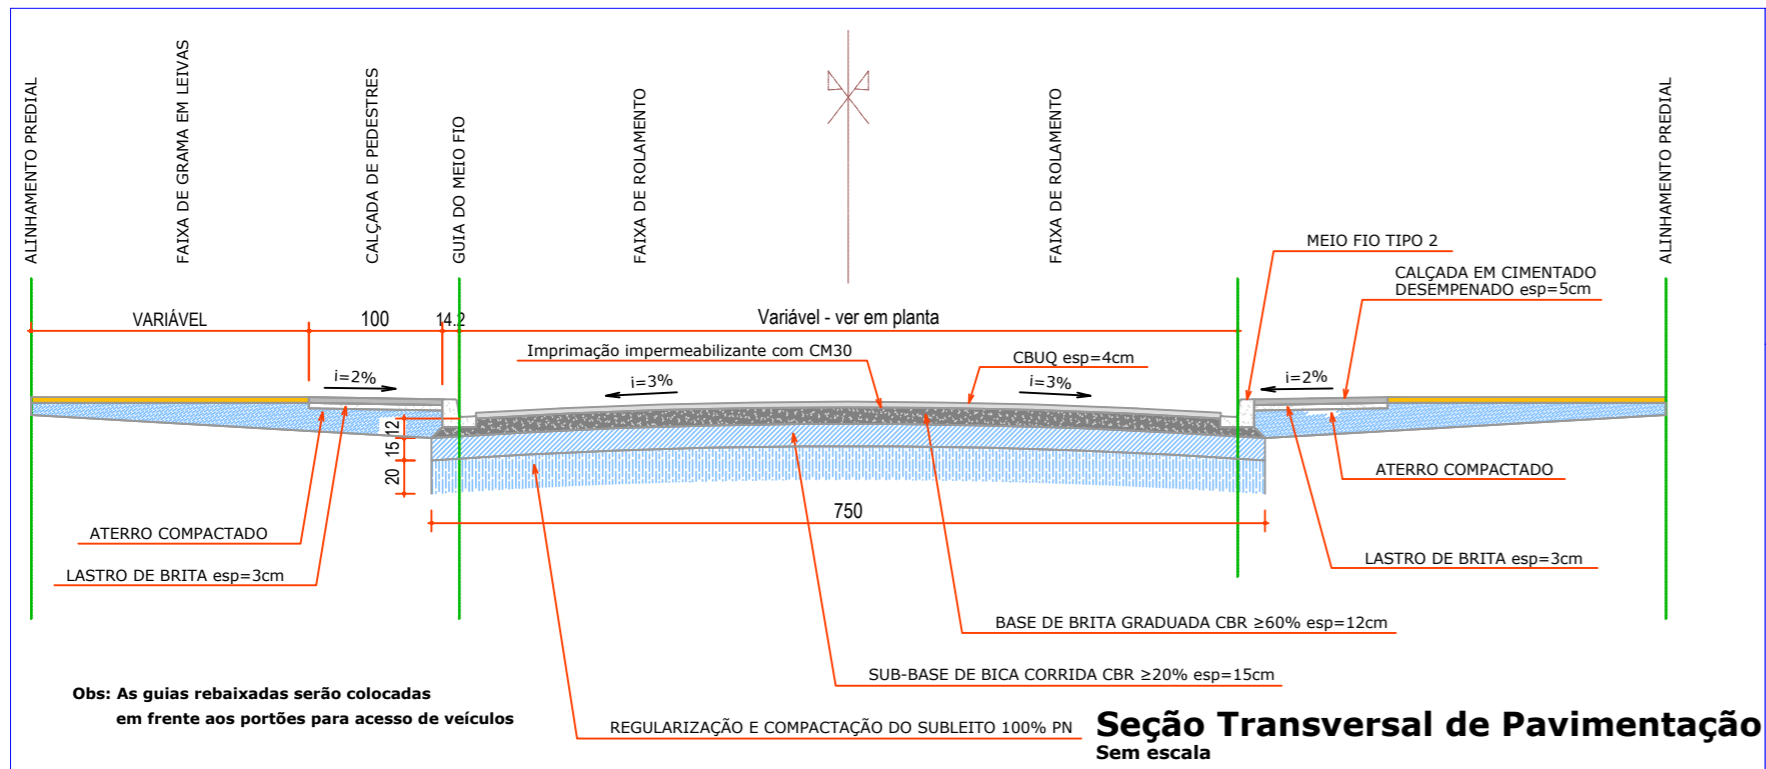 ALINHAMENTO PREDIAL
FAIXA DE GRAMA EM LEIVAS
CALÇADA DE PEDESTRES
GUIA DO MEIO FIO
FAIXA DE ROLAMENTO
FAIXA DE ROLAMENTO
ALINHAMENTO PREDIAL
MEIO FIO TIPO 2
CALÇADA EM CIMENTADO
DESEMPENADO esp=5cm
VARIÁVEL
100
14.2
Variável - ver em planta
Imprimação impermeabilizante com CM30
CBUQ esp=4cm
i=2%
i=3%
i=3%
i=2%
12
15
20
ATERRO COMPACTADO
750
ATERRO COMPACTADO
LASTRO DE BRITA esp=3cm
LASTRO DE BRITA esp=3cm
BASE DE BRITA GRADUADA CBR ≥60% esp=12cm
SUB-BASE DE BICA CORRIDA CBR ≥20% esp=15cm
Obs: As guias rebaixadas serão colocadas
em frente aos portões para acesso de veículos
REGULARIZAÇÃO E COMPACTAÇÃO DO SUBLEITO 100% PN
Seção Transversal de Pavimentação
Sem escala